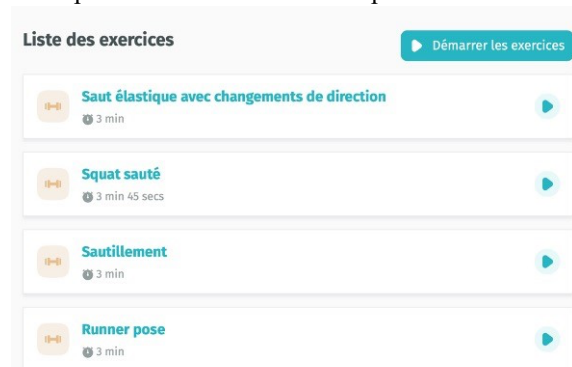 Liste des exercices
Démarrer les exercices
Saut élastique avec changements de direction
3 min
Squat sauté
3 min 45 secs
Sautillement
3 min
Runner pose
3 min